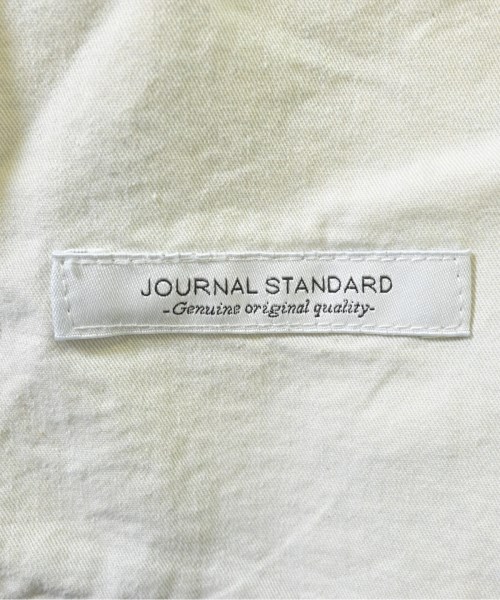 JOURNAL STANDARD
-Genuine original quality-